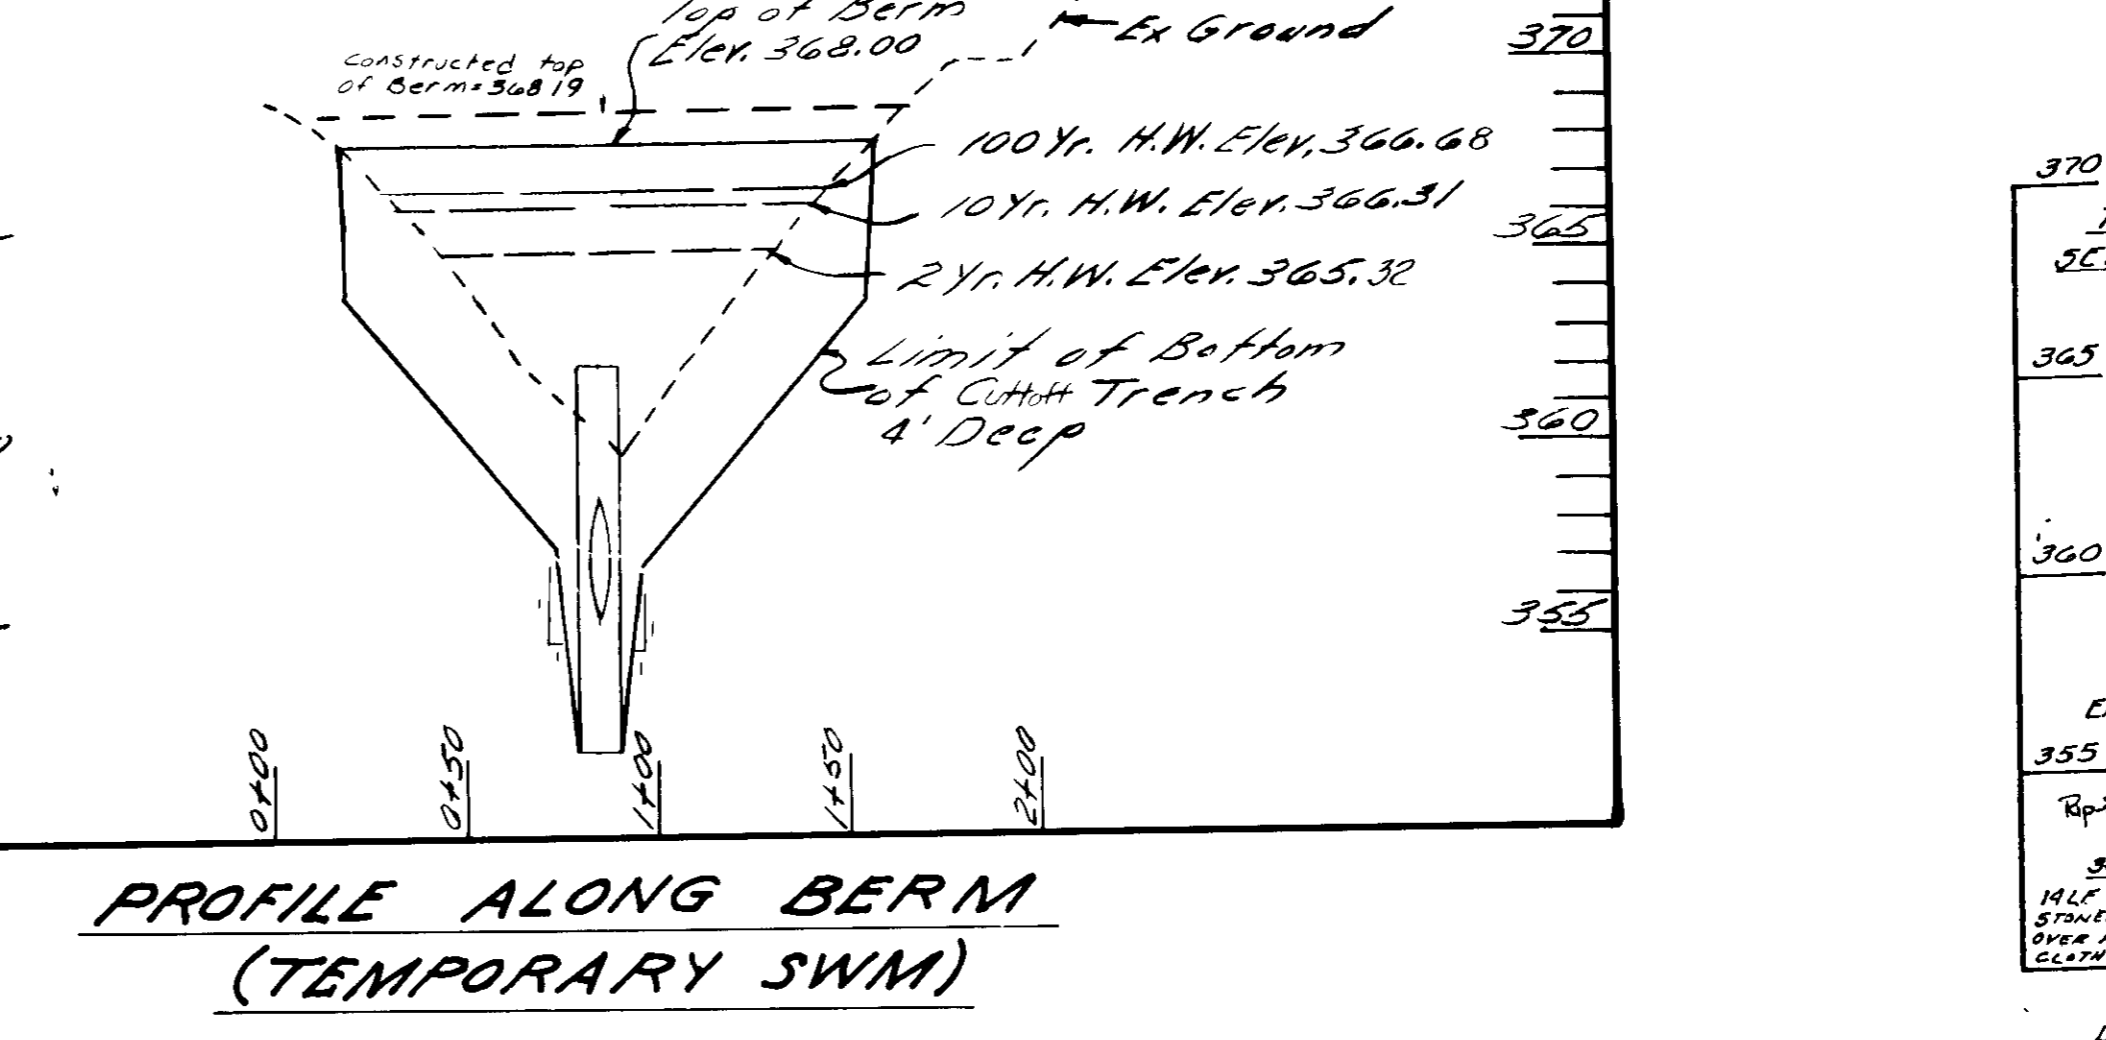 Top of Berm
Elev. 368.00
Constructed top
of Berm = 368.19
Ex Ground
370
100 Yr. H.W. Elev. 366.68
10 Yr. H.W. Elev. 366.31
365
2 Yr. H.W. Elev. 365.32
Limit of Bottom
of Cuttoff Trench
4' Deep
360
355
0+00
0+50
1+00
1+50
2+00
PROFILE ALONG BERM
(TEMPORARY SWM)
370
365
360
355
14LF
STONE
OVER
CLOTH